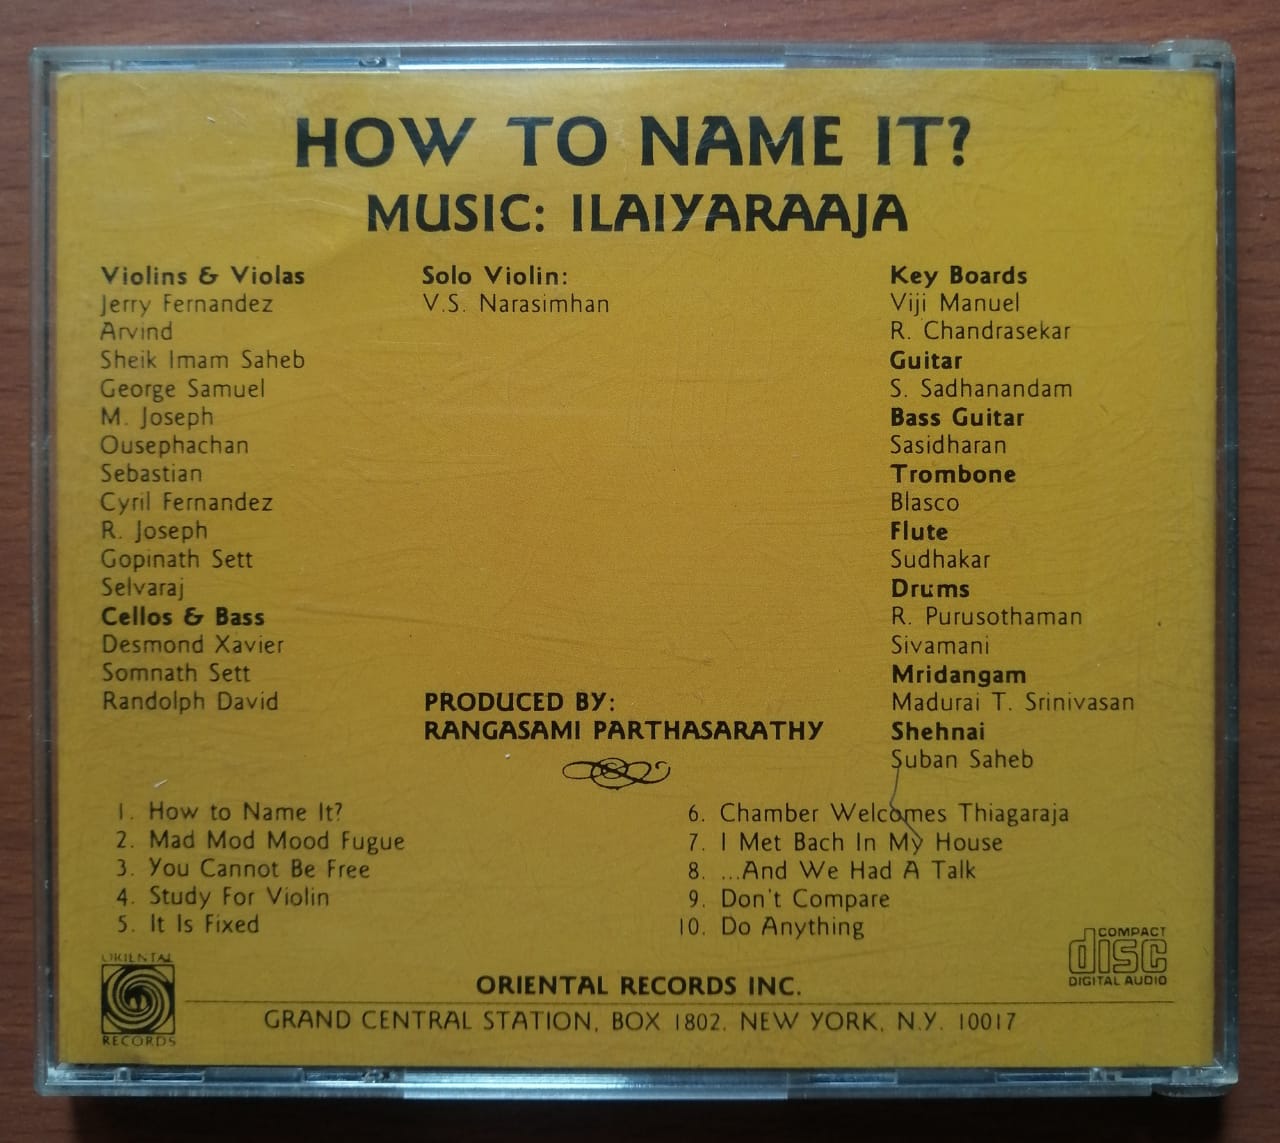 HOW TO NAME IT?
MUSIC: ILAIYARAAJA
Violins & Violas
Jerry Fernandez
Arvind
Sheik Imam Saheb
George Samuel
M. Joseph
Ousephachan
Sebastian
Cyril Fernandez
R. Joseph
Gopinath Sett
Selvaraj
Cellos & Bass
Desmond Xavier
Somnath Sett
Randolph David
Solo Violin:
V.S. Narasimhan
PRODUCED BY:
RANGASAMI PARTHASARATHY
Key Boards
Viji Manuel
R. Chandrasekar
Guitar
S. Sadhanandam
Bass Guitar
Sasidharan
Trombone
Blasco
Flute
Sudhakar
Drums
R. Purusothaman
Sivamani
Mridangam
Madurai T. Srinivasan
Shehnai
Suban Saheb
1. How to Name It?
2. Mad Mod Mood Fugue
3. You Cannot Be Free
4. Study For Violin
5. It Is Fixed
6. Chamber Welcomes Thiagaraja
7. I Met Bach In My House
8. ...And We Had A Talk
9. Don't Compare
10. Do Anything
ORIENTAL
RECORDS
COMPACT
disc
DIGITAL AUDIO
ORIENTAL RECORDS INC.
GRAND CENTRAL STATION, BOX 1802, NEW YORK, N.Y. 10017